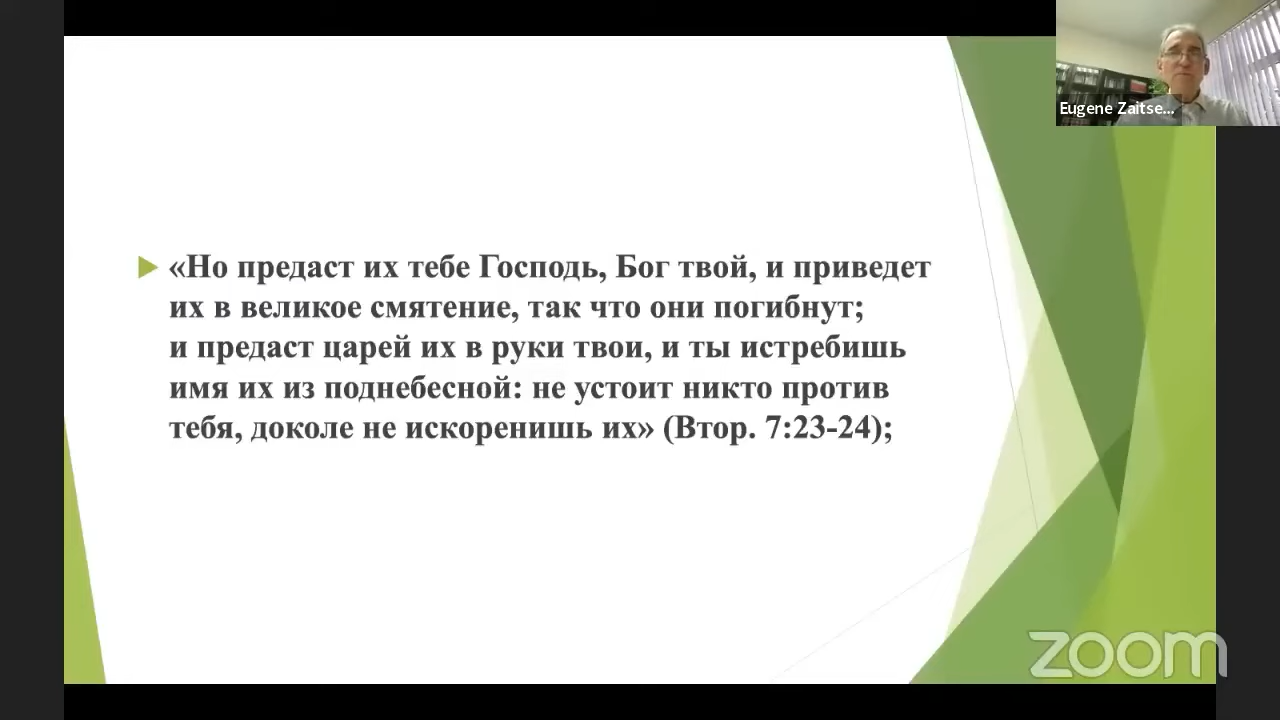 Eugene Zaitse...
«Но предаст их тебе Господь, Бог твой, и приведет
их в великое смятение, так что они погибнут;
и предаст царей их в руки твои, и ты истребишь
имя их из поднебесной: не устоит никто против
тебя, доколе не искоренишь их» (Втор. 7:23-24);
zoom